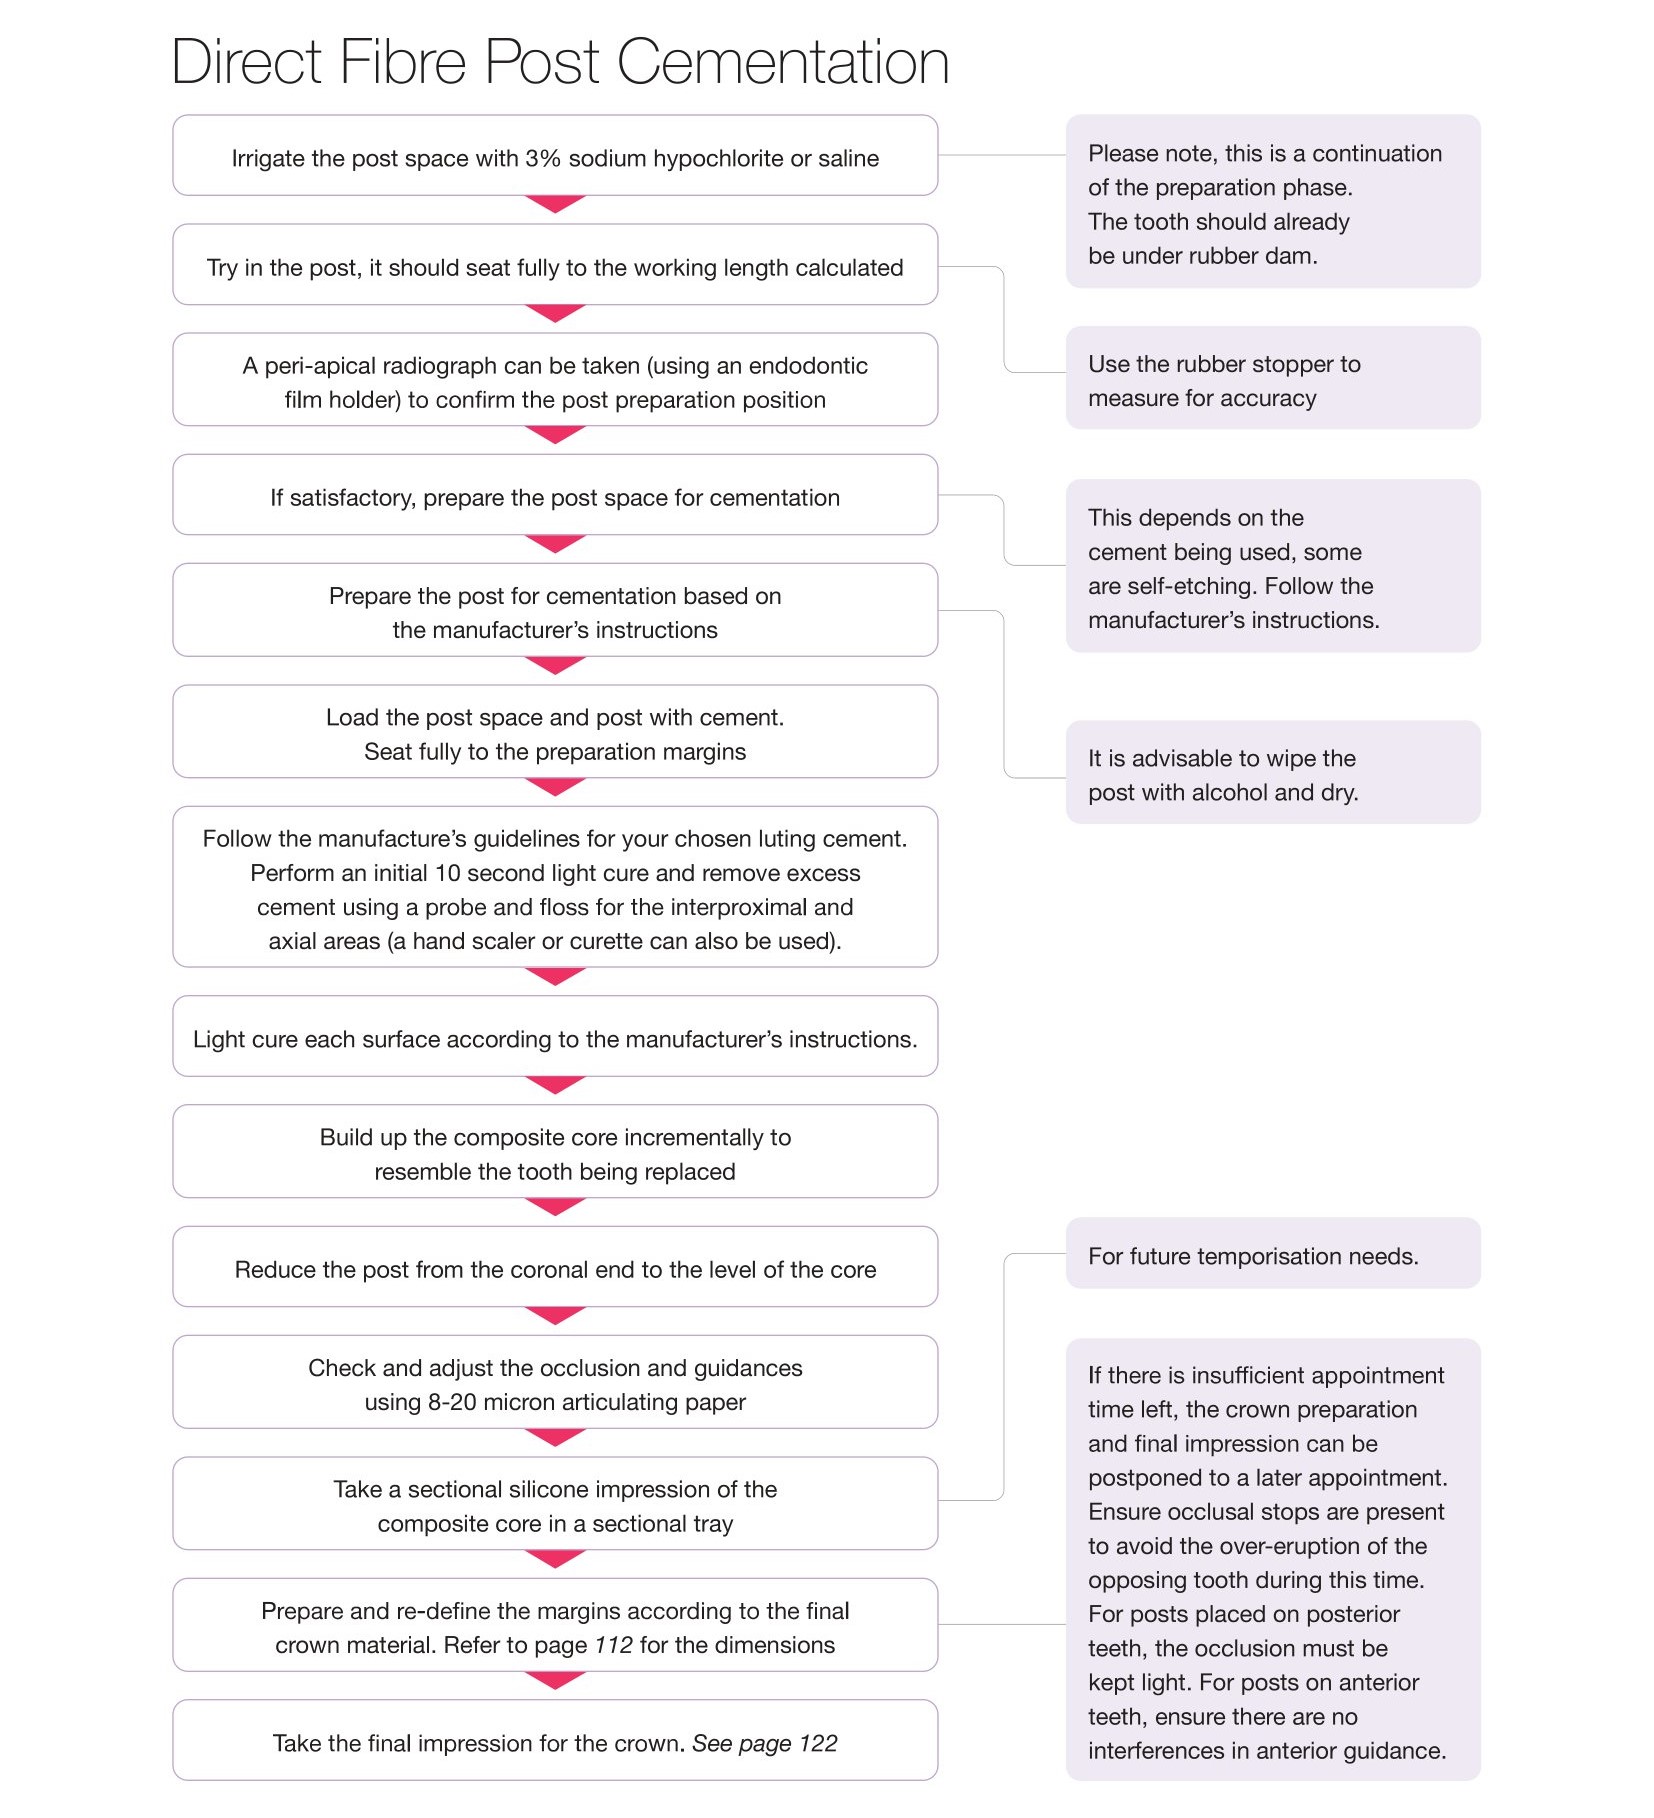 Direct Fibre Post Cementation
Irrigate the post space with 3% sodium hypochlorite or saline
Please note, this is a continuation
of the preparation phase.
The tooth should already
be under rubber dam.
Try in the post, it should seat fully to the working length calculated
Use the rubber stopper to
measure for accuracy
A peri-apical radiograph can be taken (using an endodontic
film holder) to confirm the post preparation position
If satisfactory, prepare the post space for cementation
This depends on the
cement being used, some
are self-etching. Follow the
manufacturer’s instructions.
Prepare the post for cementation based on
the manufacturer’s instructions
It is advisable to wipe the
post with alcohol and dry.
Load the post space and post with cement.
Seat fully to the preparation margins
Follow the manufacture’s guidelines for your chosen luting cement.
Perform an initial 10 second light cure and remove excess
cement using a probe and floss for the interproximal and
axial areas (a hand scaler or curette can also be used).
Light cure each surface according to the manufacturer’s instructions.
Build up the composite core incrementally to
resemble the tooth being replaced
Reduce the post from the coronal end to the level of the core
Check and adjust the occlusion and guidances
using 8-20 micron articulating paper
Take a sectional silicone impression of the
composite core in a sectional tray
For future temporisation needs.
Prepare and re-define the margins according to the final
crown material. Refer to page 112 for the dimensions
If there is insufficient appointment
time left, the crown preparation
and final impression can be
postponed to a later appointment.
Ensure occlusal stops are present
to avoid the over-eruption of the
opposing tooth during this time.
For posts placed on posterior
teeth, the occlusion must be
kept light. For posts on anterior
teeth, ensure there are no
interferences in anterior guidance.
Take the final impression for the crown. See page 122